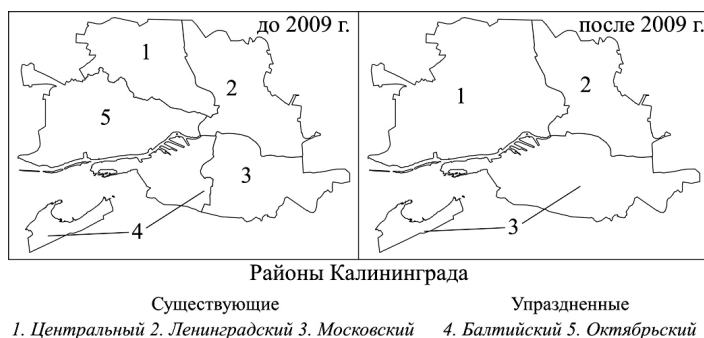 до 2009 г.
после 2009 г.
1
2
5
3
4
1
2
3
Районы Калининграда
Существующие
Упраздненные
1. Центральный 2. Ленинградский 3. Московский
4. Балтийский 5. Октябрьский